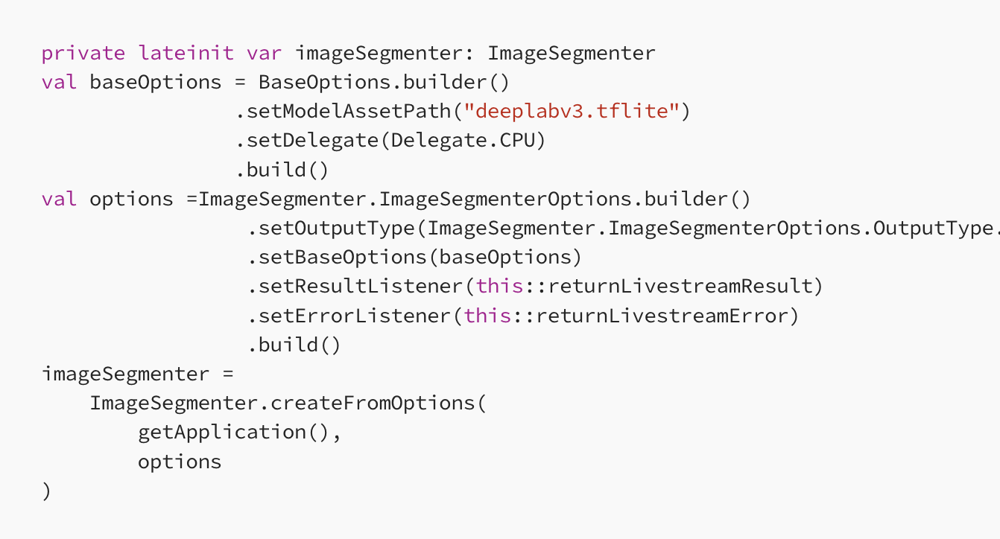 private lateinit var imageSegmenter: ImageSegmenter
val baseOptions = BaseOptions.builder()
.setModelAssetPath("deeplabv3.tflite")
.setDelegate(Delegate.CPU)
.build()
val options =ImageSegmenter.ImageSegmenterOptions.builder()
.setOutputType(ImageSegmenter.ImageSegmenterOptions.OutputType.
.setBaseOptions(baseOptions)
.setResultListener(this::returnLivestreamResult)
.setErrorListener(this::returnLivestreamError)
.build()
imageSegmenter =
ImageSegmenter.createFromOptions(
getApplication(),
options
)